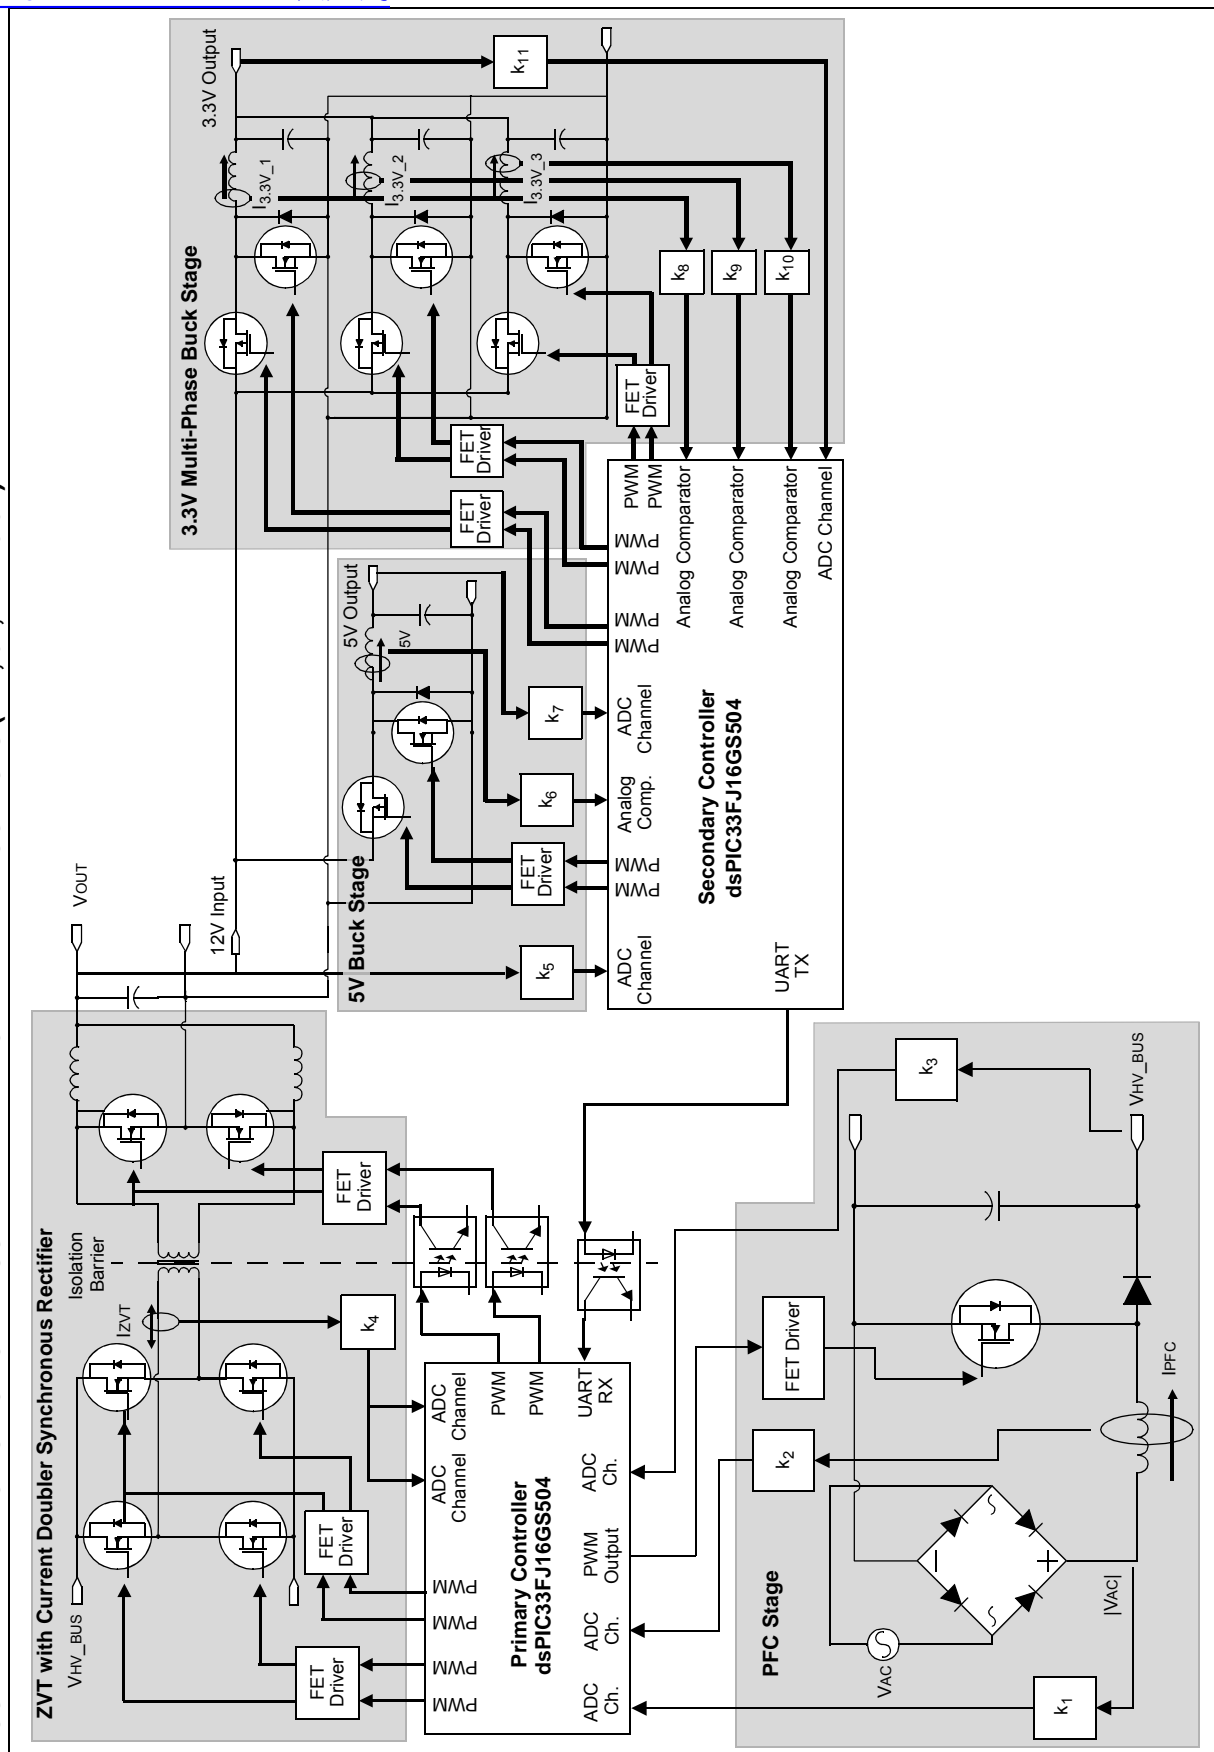 ZVT with Current Doubler Synchronous Rectifier
VHV_BUS
IZVT
Isolation
Barrier
k4
FET
Driver
FET
Driver
FET
Driver
VOUT
12V Input
5V Buck Stage
5V Output
5V
FET
Driver
k5
k6
k7
3.3V Multi-Phase Buck Stage
3.3V Output
I3.3V_1
I3.3V_2
I3.3V_3
FET
Driver
FET
Driver
FET
Driver
k8
k9
k10
k11
Primary Controller
dsPIC33FJ16GS504
PWM
PWM
PWM
PWM
ADC
Channel
ADC
Channel
PWM
PWM
UART
RX
ADC
Ch.
ADC
Ch.
PWM
Output
ADC
Ch.
Secondary Controller
dsPIC33FJ16GS504
ADC
Channel
PWM
PWM
Analog
Comp.
ADC
Channel
PWM
PWM
PWM
PWM
PWM
PWM
Analog Comparator
Analog Comparator
Analog Comparator
ADC Channel
UART
TX
PFC Stage
VAC
|VAC|
k1
k2
k3
FET Driver
IPFC
VHV_BUS